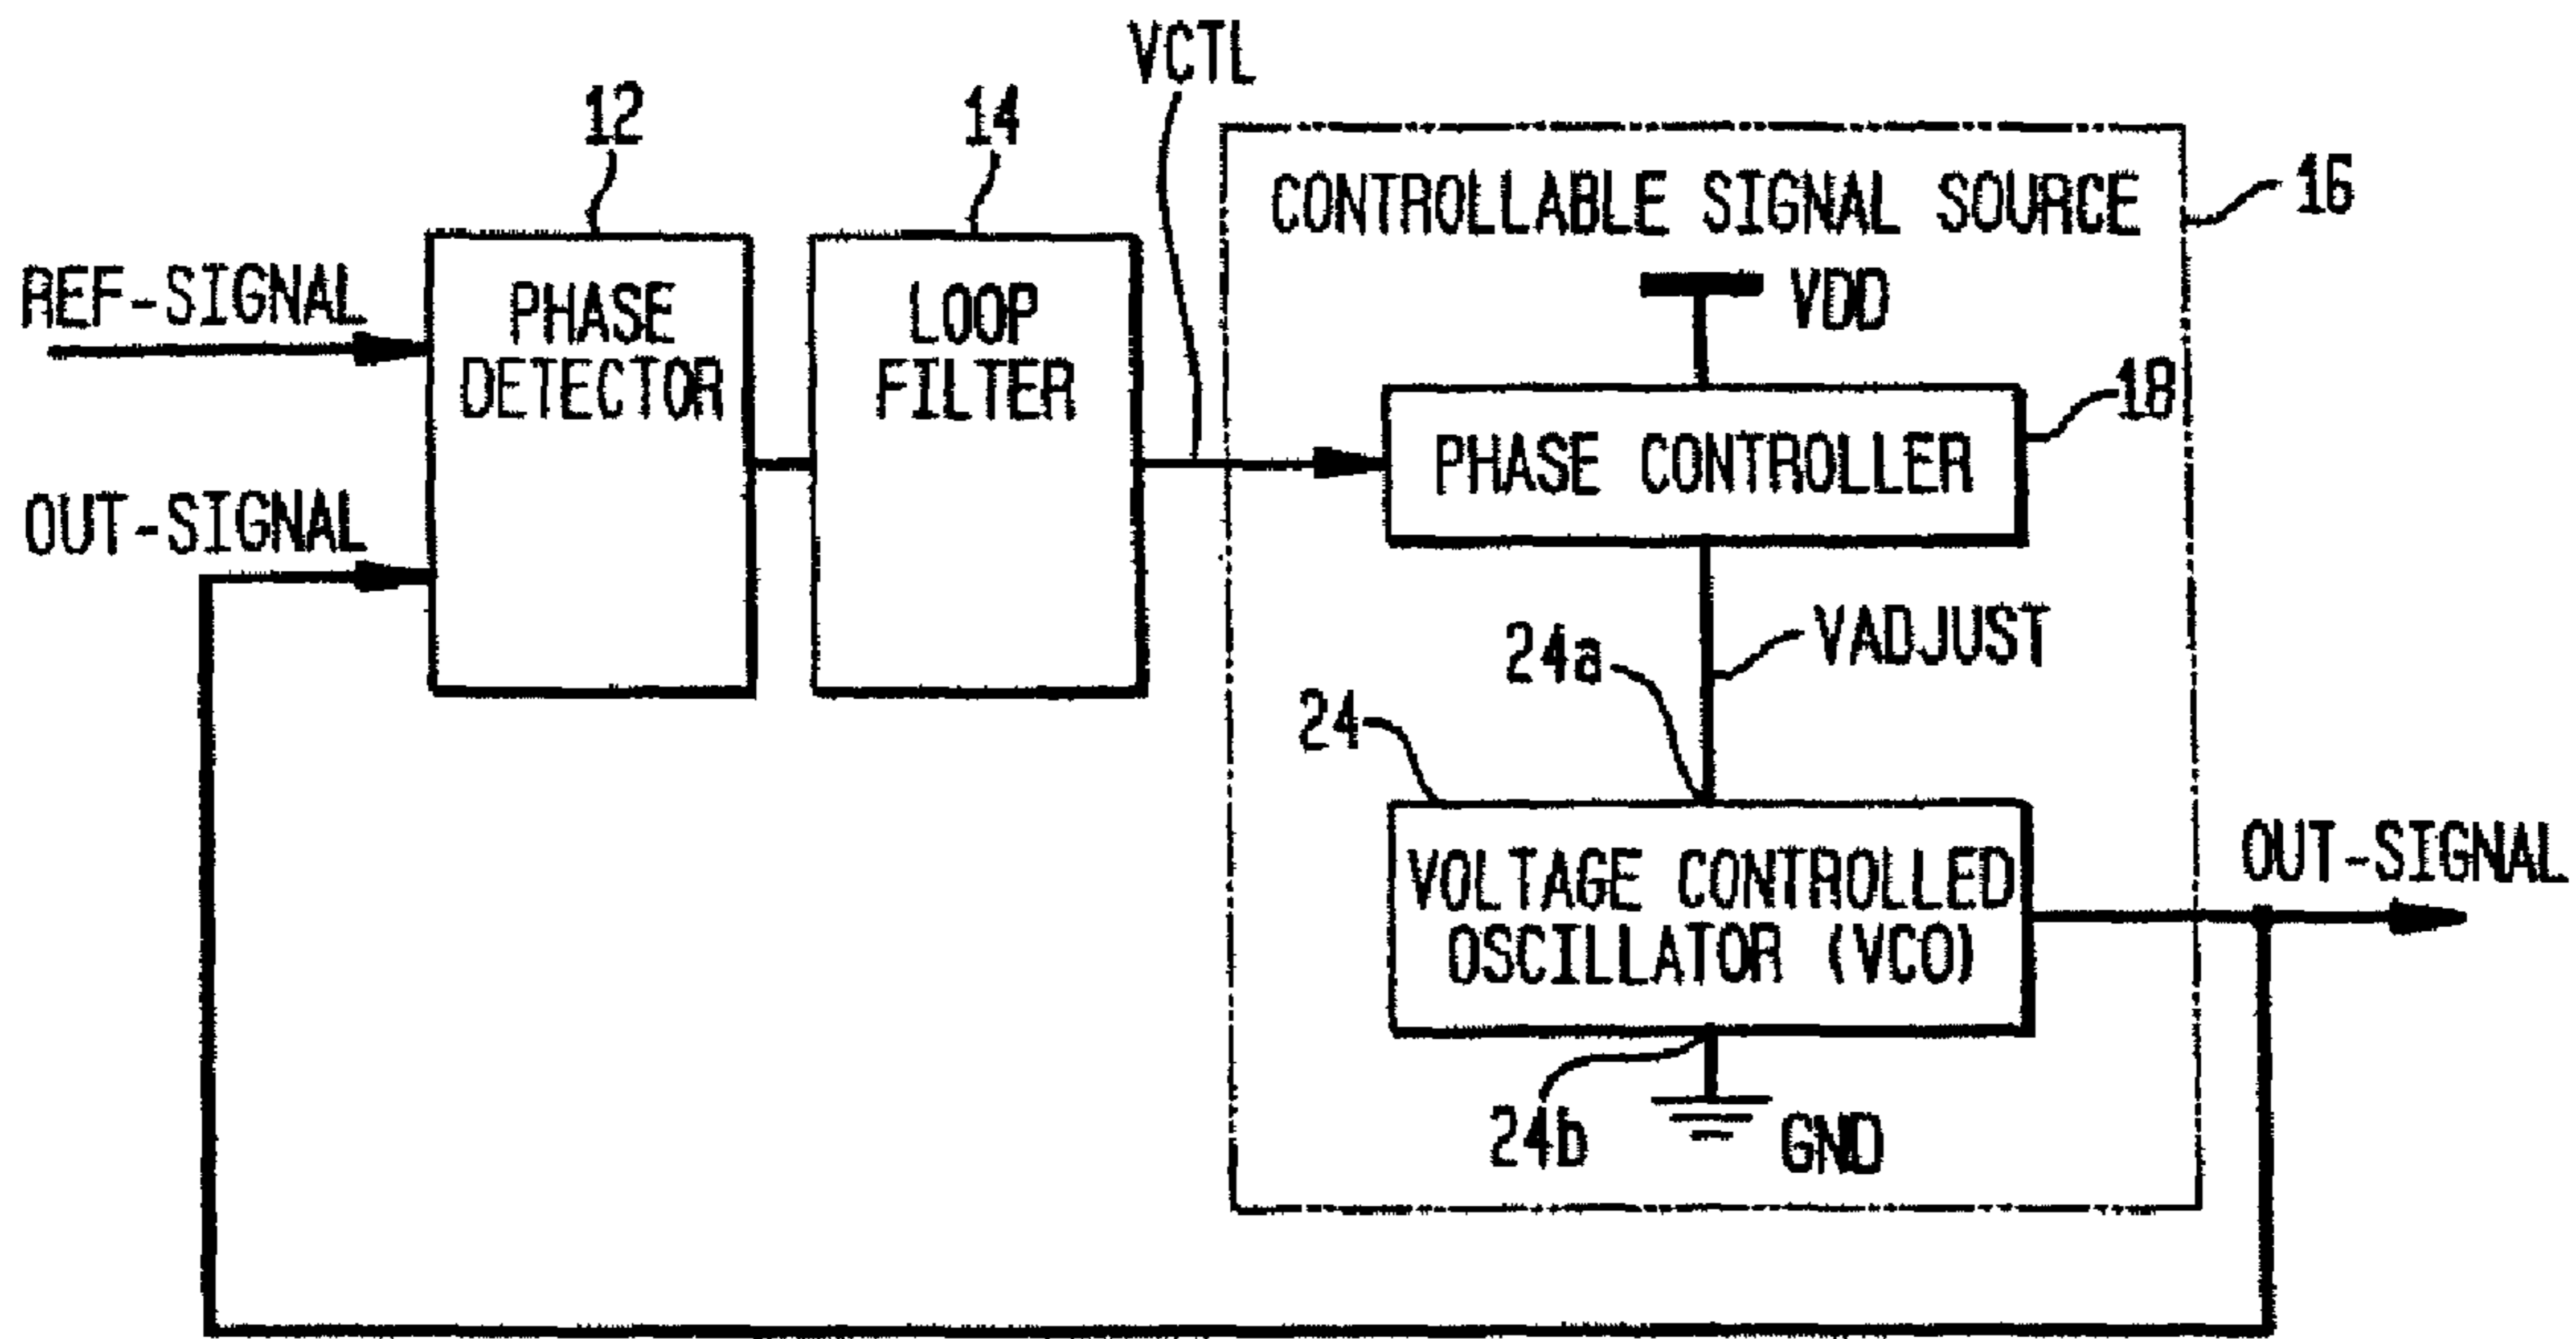 VCTL
12
14
CONTROLLABLE SIGNAL SOURCE
16
REF-SIGNAL
PHASE
DETECTOR
LOOP
FILTER
VDD
18
PHASE CONTROLLER
OUT-SIGNAL
24a
VADJUST
24
VOLTAGE CONTROLLED
OSCILLATOR (VCO)
OUT-SIGNAL
24b
GND